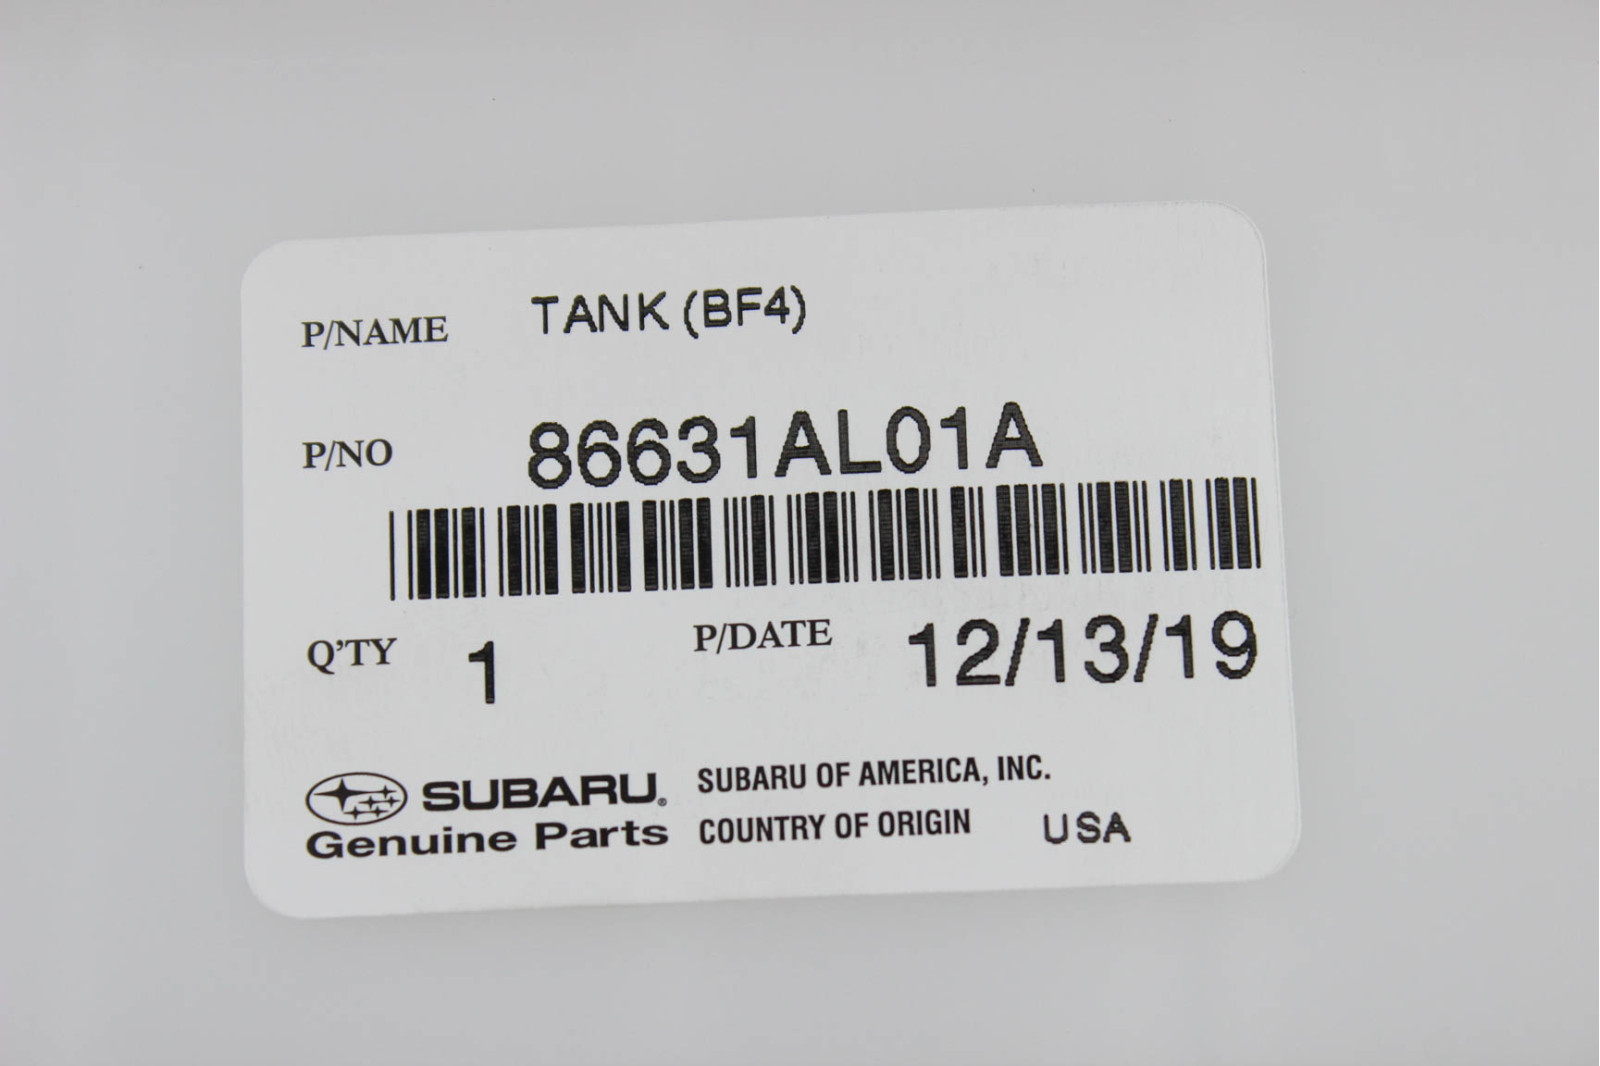 P/NAME TANK (BF4)
P/NO 86631AL01A
Q'TY 1 P/DATE 12/13/19
SUBARU® SUBARU OF AMERICA, INC.
Genuine Parts COUNTRY OF ORIGIN USA